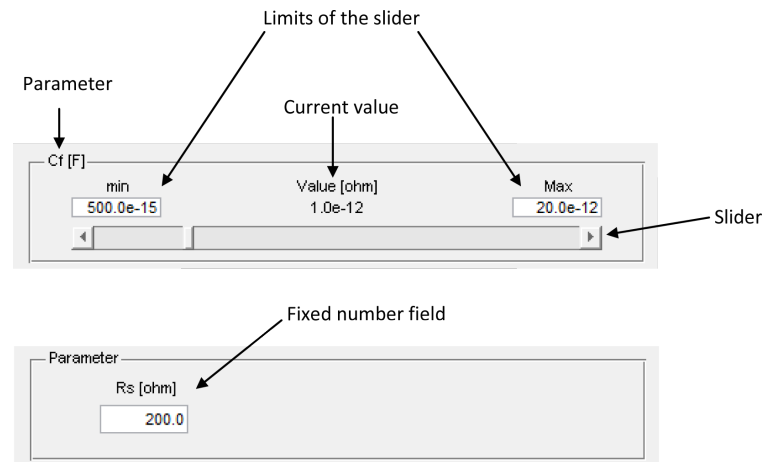 Limits of the slider
Parameter
Current value
Cf [F]
min Value [ohm] Max
500.0e-15 1.0e-12 20.0e-12
Slider
Fixed number field
Parameter
Rs [ohm]
200.0